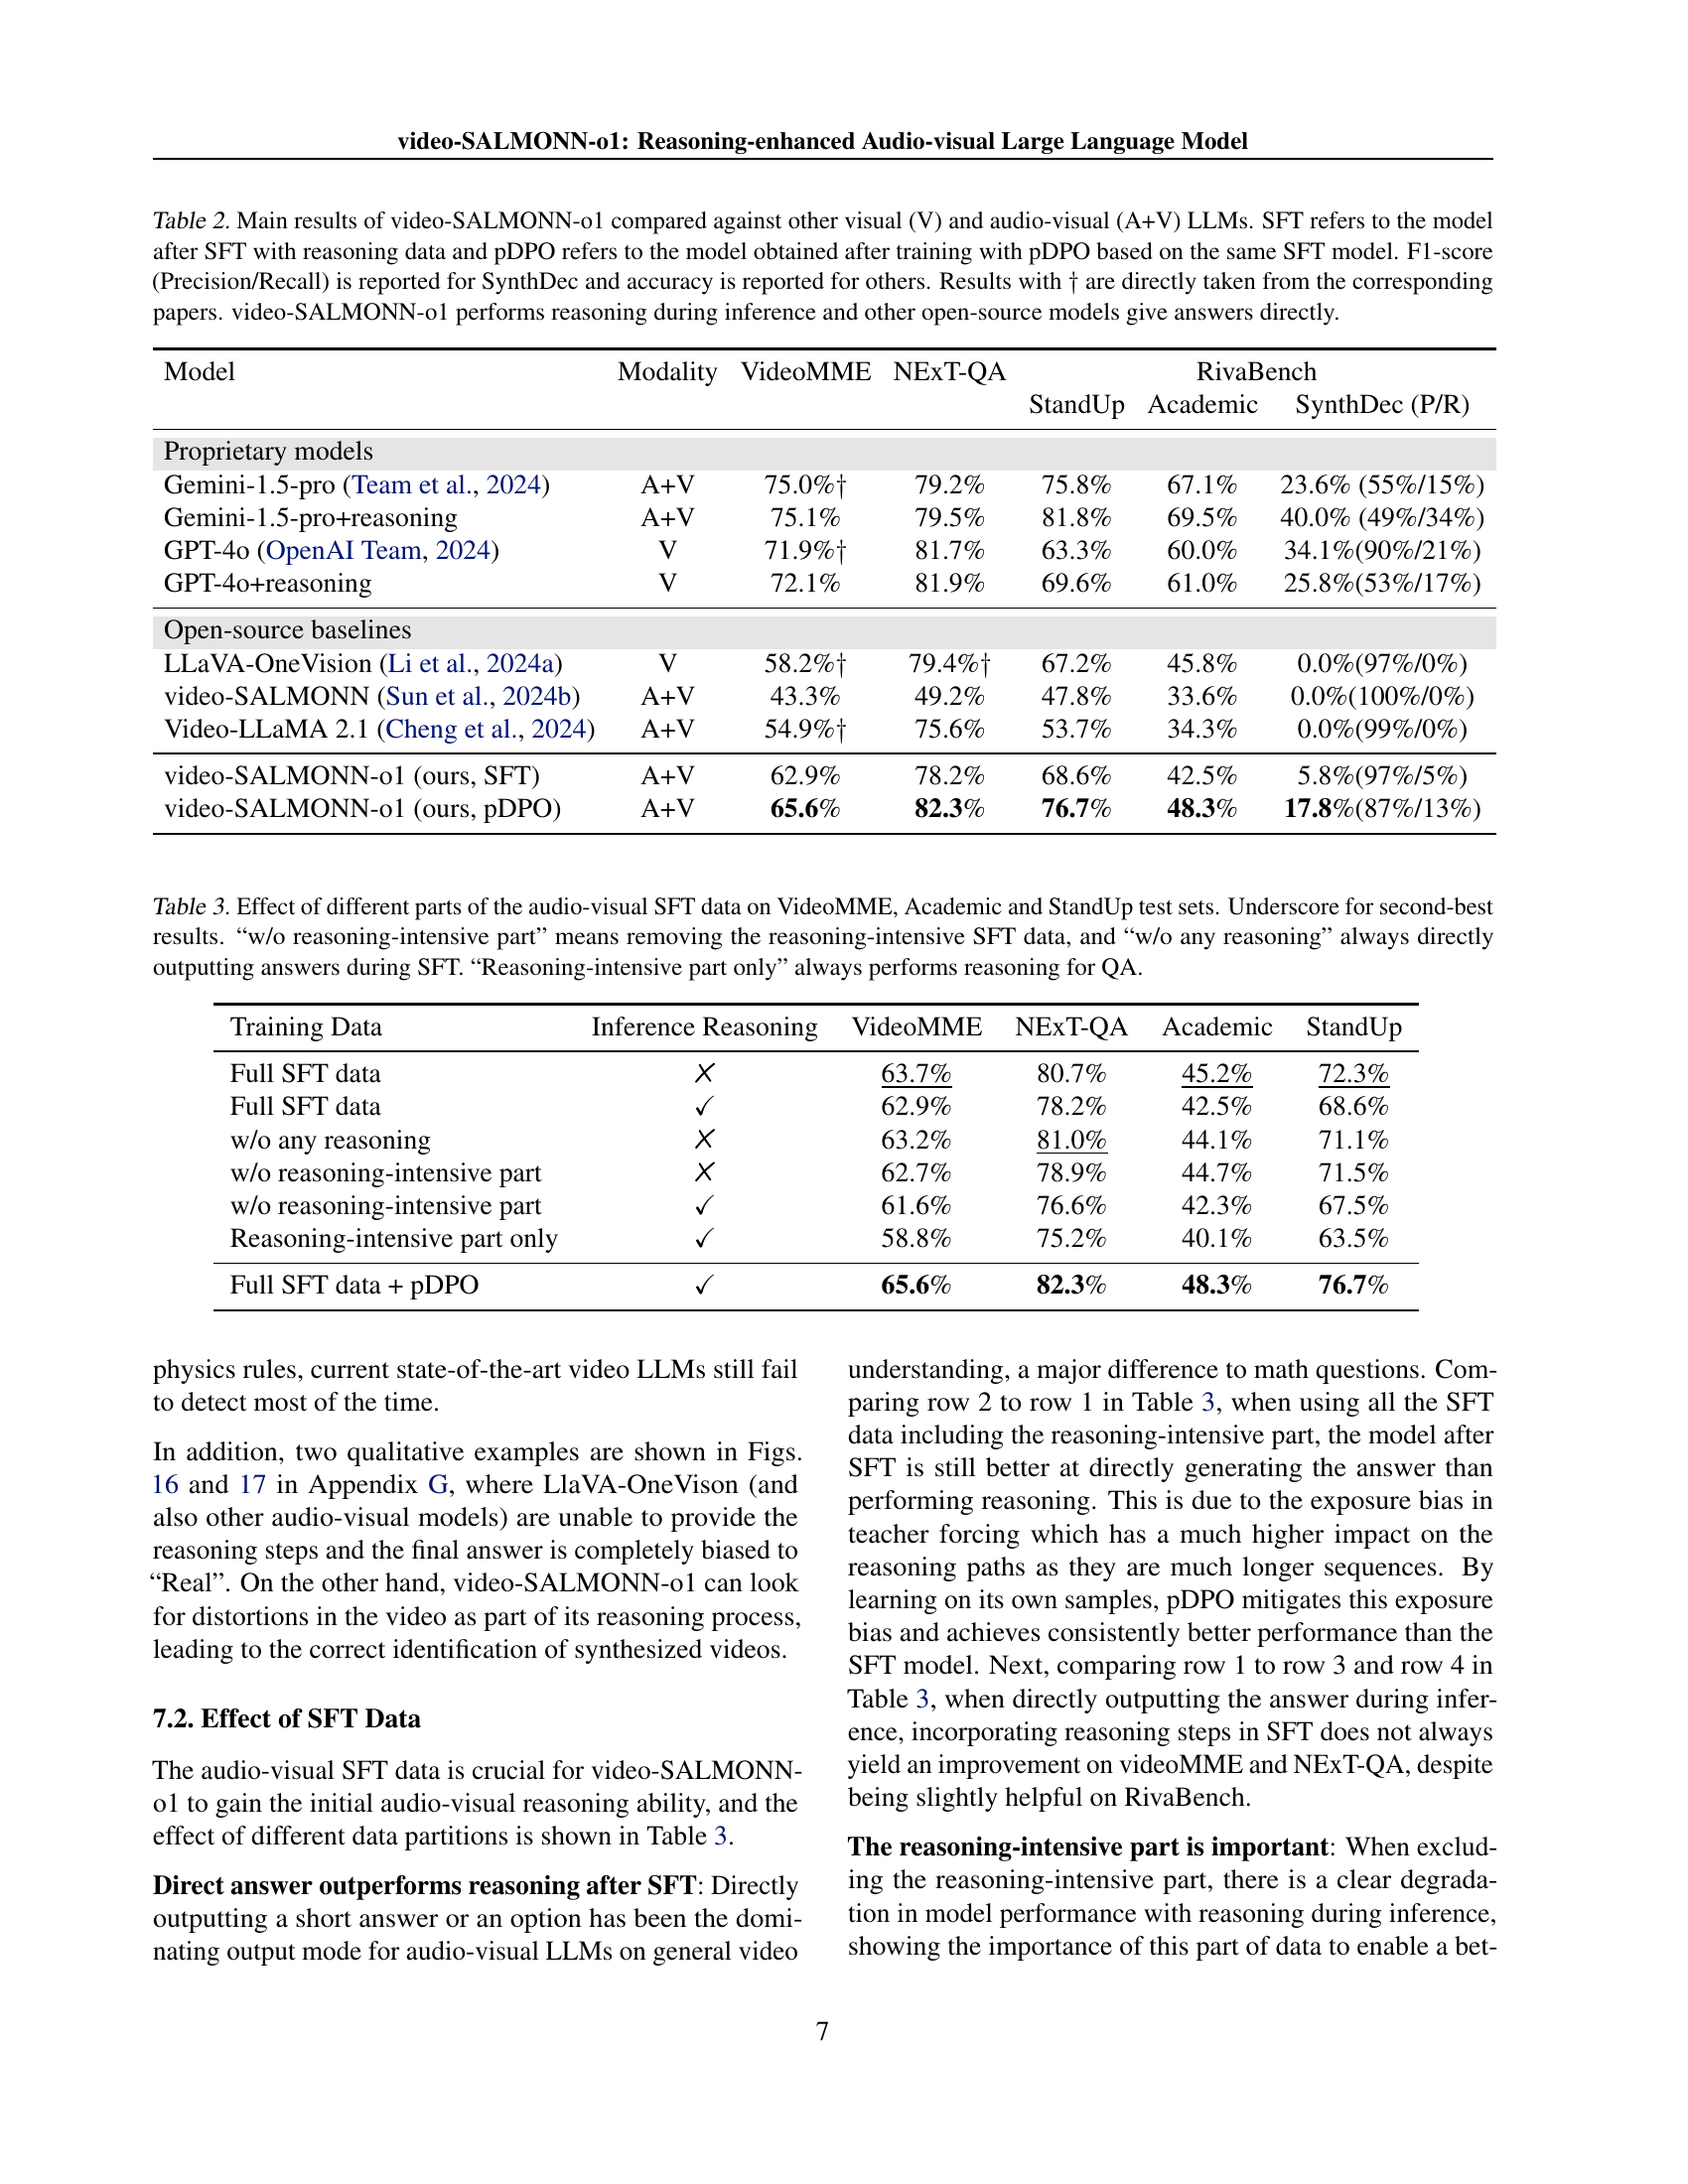 video-SALMONN-o1: Reasoning-enhanced Audio-visual Large Language Model
Table 2. Main results of video-SALMONN-o1 compared against other visual (V) and audio-visual (A+V) LLMs. SFT refers to the model
after SFT with reasoning data and pDPO refers to the model obtained after training with pDPO based on the same SFT model. F1-score
(Precision/Recall) is reported for SynthDec and accuracy is reported for others. Results with † are directly taken from the corresponding
papers. video-SALMONN-o1 performs reasoning during inference and other open-source models give answers directly.
Model Modality VideoMME NExT-QA RivaBench
StandUp Academic SynthDec (P/R)
Proprietary models
Gemini-1.5-pro (Team et al., 2024) A+V 75.0%† 79.2% 75.8% 67.1% 23.6% (55%/15%)
Gemini-1.5-pro+reasoning A+V 75.1% 79.5% 81.8% 69.5% 40.0% (49%/34%)
GPT-4o (OpenAI Team, 2024) V 71.9%† 81.7% 63.3% 60.0% 34.1%(90%/21%)
GPT-4o+reasoning V 72.1% 81.9% 69.6% 61.0% 25.8%(53%/17%)
Open-source baselines
LLaVA-OneVision (Li et al., 2024a) V 58.2%† 79.4%† 67.2% 45.8% 0.0%(97%/0%)
video-SALMONN (Sun et al., 2024b) A+V 43.3% 49.2% 47.8% 33.6% 0.0%(100%/0%)
Video-LLaMA 2.1 (Cheng et al., 2024) A+V 54.9%† 75.6% 53.7% 34.3% 0.0%(99%/0%)
video-SALMONN-o1 (ours, SFT) A+V 62.9% 78.2% 68.6% 42.5% 5.8%(97%/5%)
video-SALMONN-o1 (ours, pDPO) A+V 65.6% 82.3% 76.7% 48.3% 17.8%(87%/13%)
Table 3. Effect of different parts of the audio-visual SFT data on VideoMME, Academic and StandUp test sets. Underscore for second-best
results. “w/o reasoning-intensive part” means removing the reasoning-intensive SFT data, and “w/o any reasoning” always directly
outputting answers during SFT. “Reasoning-intensive part only” always performs reasoning for QA.
Training Data Inference Reasoning VideoMME NExT-QA Academic StandUp
Full SFT data ✗ 63.7% 80.7% 45.2% 72.3%
Full SFT data ✓ 62.9% 78.2% 42.5% 68.6%
w/o any reasoning ✗ 63.2% 81.0% 44.1% 71.1%
w/o reasoning-intensive part ✗ 62.7% 78.9% 44.7% 71.5%
w/o reasoning-intensive part ✓ 61.6% 76.6% 42.3% 67.5%
Reasoning-intensive part only ✓ 58.8% 75.2% 40.1% 63.5%
Full SFT data + pDPO ✓ 65.6% 82.3% 48.3% 76.7%
physics rules, current state-of-the-art video LLMs still fail
to detect most of the time.
In addition, two qualitative examples are shown in Figs.
16 and 17 in Appendix G, where LlaVA-OneVison (and
also other audio-visual models) are unable to provide the
reasoning steps and the final answer is completely biased to
“Real”. On the other hand, video-SALMONN-o1 can look
for distortions in the video as part of its reasoning process,
leading to the correct identification of synthesized videos.
7.2. Effect of SFT Data
The audio-visual SFT data is crucial for video-SALMONN-
o1 to gain the initial audio-visual reasoning ability, and the
effect of different data partitions is shown in Table 3.
Direct answer outperforms reasoning after SFT: Directly
outputting a short answer or an option has been the domi-
nating output mode for audio-visual LLMs on general video
understanding, a major difference to math questions. Com-
paring row 2 to row 1 in Table 3, when using all the SFT
data including the reasoning-intensive part, the model after
SFT is still better at directly generating the answer than
performing reasoning. This is due to the exposure bias in
teacher forcing which has a much higher impact on the
reasoning paths as they are much longer sequences. By
learning on its own samples, pDPO mitigates this exposure
bias and achieves consistently better performance than the
SFT model. Next, comparing row 1 to row 3 and row 4 in
Table 3, when directly outputting the answer during infer-
ence, incorporating reasoning steps in SFT does not always
yield an improvement on videoMME and NExT-QA, despite
being slightly helpful on RivaBench.
The reasoning-intensive part is important: When exclud-
ing the reasoning-intensive part, there is a clear degrada-
tion in model performance with reasoning during inference,
showing the importance of this part of data to enable a bet-
7